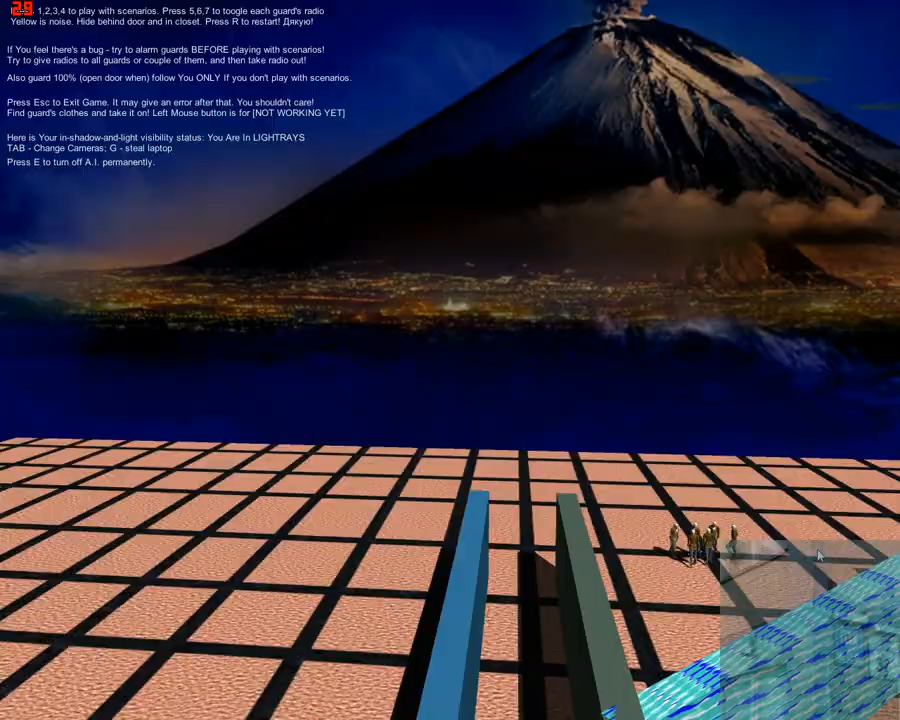 29
1,2,3,4 to play with scenarios. Press 5,6,7 to toogle each guard's radio
Yellow is noise. Hide behind door and in closet. Press R to restart! Дякую!
If You feel there's a bug - try to alarm guards BEFORE playing with scenarios!
Try to give radios to all guards or couple of them, and then take radio out!
Also guard 100% (open door when) follow You ONLY If you don't play with scenarios.
Press Esc to Exit Game. It may give an error after that. You shouldn't care!
Find guard's clothes and take it on! Left Mouse button is for [NOT WORKING YET]
Here is Your in-shadow-and-light visibility status: You Are In LIGHTRAYS
TAB - Change Cameras; G - steal laptop
Press E to turn off A.I. permanently.